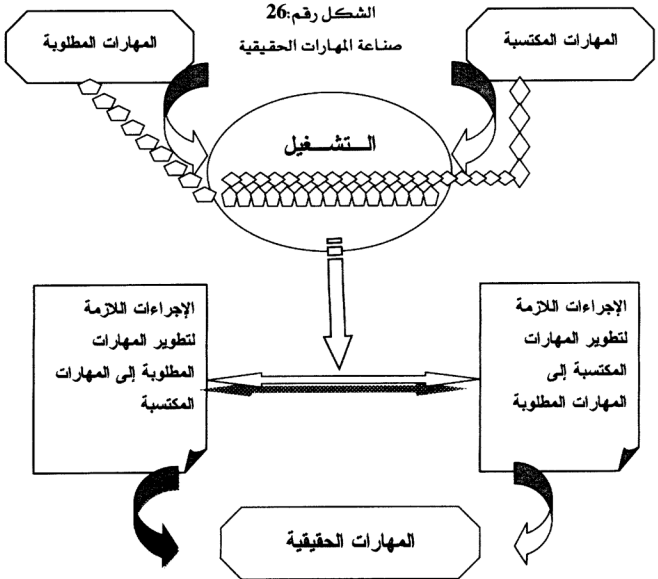 الشكل رقم:26
صناعة المهارات الحقيقية
المهارات المكتسبة
المهارات المطلوبة
الـتشـــغيل
الإجراءات اللازمة
لتطوير المهارات
المكتسبة إلى
المهارات المطلوبة
الإجراءات اللازمة
لتطوير المهارات
المطلوبة إلى المهارات
المكتسبة
المهارات الحقيقية